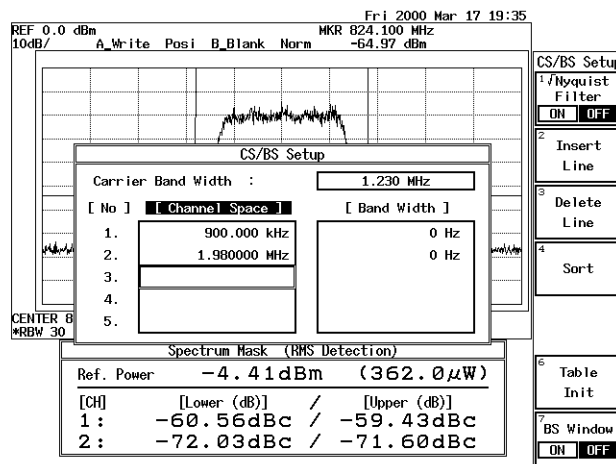 Fri 2000 Mar 17 19:35
REF 0.0 dBm MKR 824.100 MHz
10dB/ A_Write Posi B_Blank Norm -64.97 dBm
CS/BS Setup
1 √Nyquist
Filter
ON OFF
2 Insert
Line
3 Delete
Line
4 Sort
6 Table
Init
7 BS Window
ON OFF
CS/BS Setup
Carrier Band Width : 1.230 MHz
[ No ] [ Channel Space ] [ Band Width ]
1. 900.000 kHz 0 Hz
2. 1.980000 MHz 0 Hz
3.
4.
5.
CENTER 8
*RBW 30
Spectrum Mask (RMS Detection)
Ref. Power -4.41dBm (362.0μW)
[CH] [Lower (dB)] / [Upper (dB)]
1: -60.56dBc / -59.43dBc
2: -72.03dBc / -71.60dBc